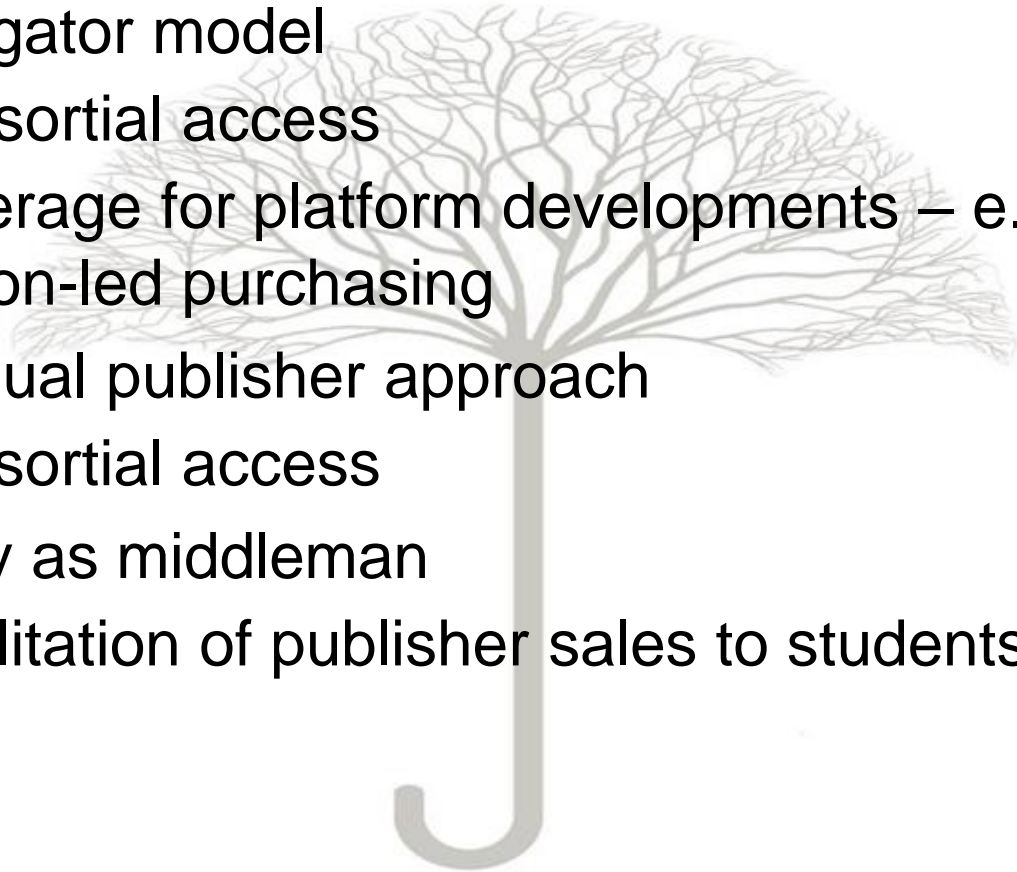 gator model
sortial access
erage for platform developments – e.
on-led purchasing
ual publisher approach
sortial access
y as middleman
litation of publisher sales to students